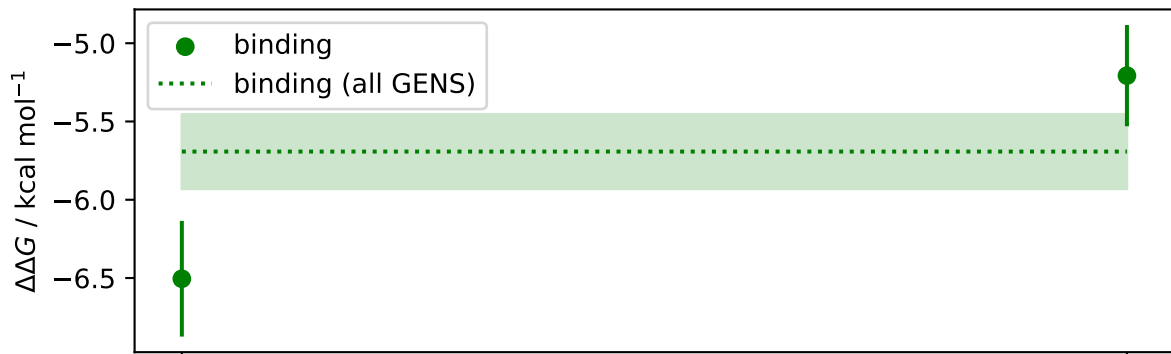 −5.0
−5.5
−6.0
−6.5
ΔΔG / kcal mol⁻¹
binding
binding (all GENS)